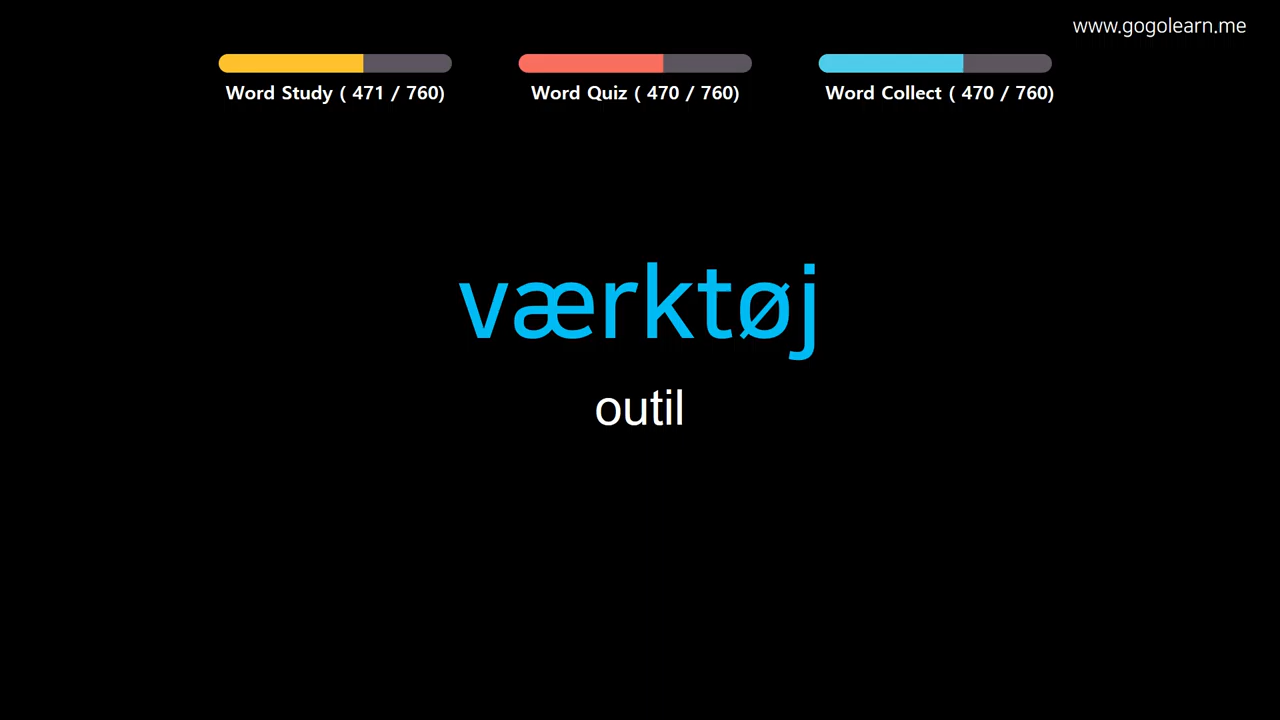 www.gogolearn.me
Word Study ( 471 / 760)
Word Quiz ( 470 / 760)
Word Collect ( 470 / 760)
værktøj
outil